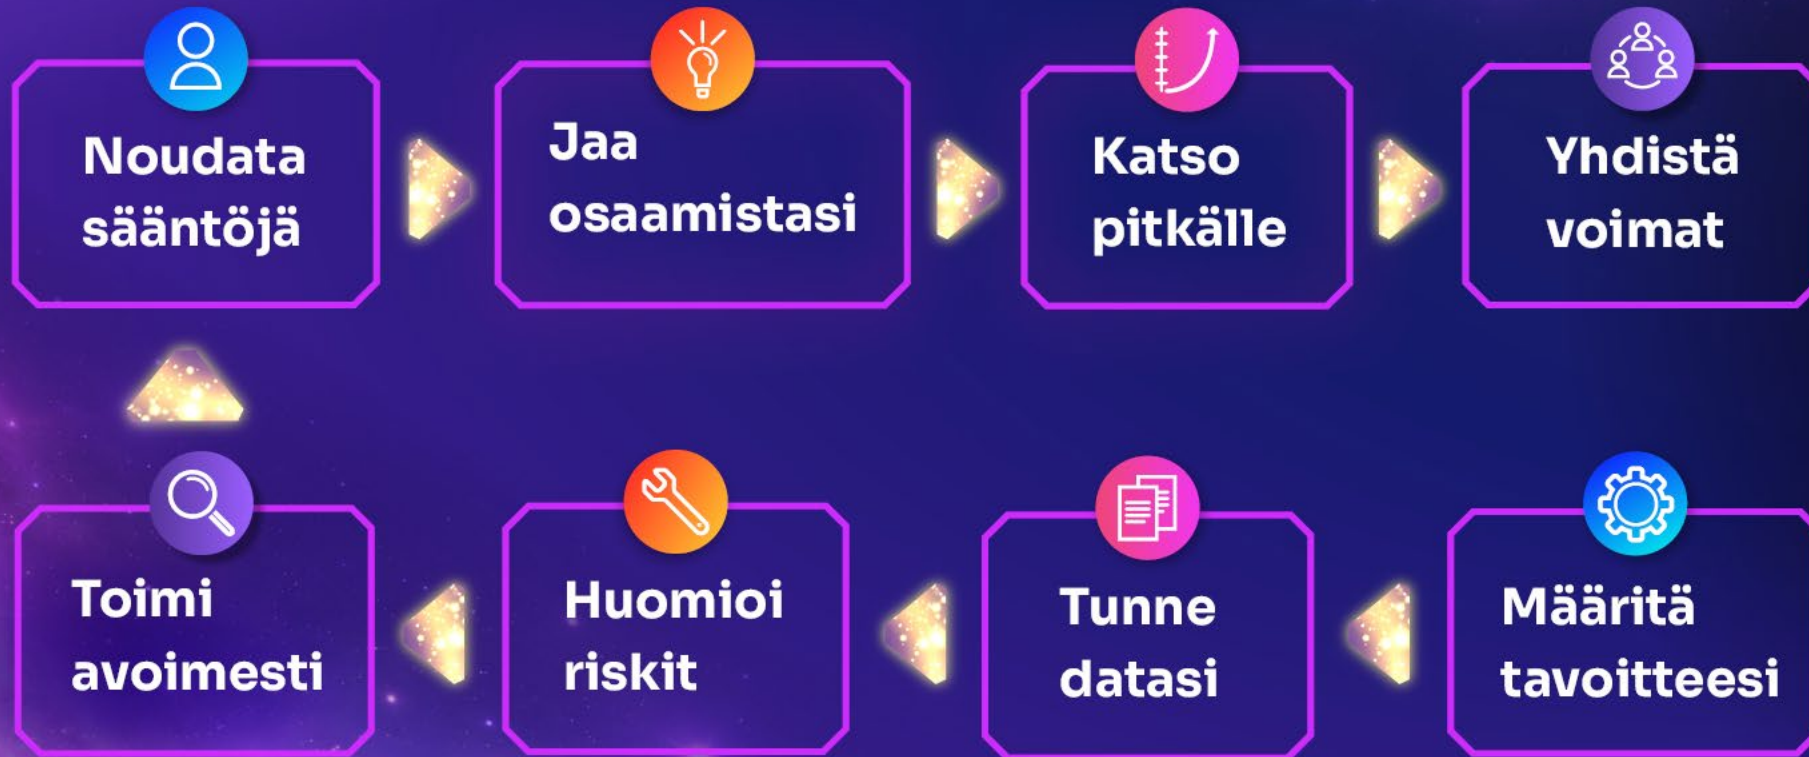 Noudata
sääntöjä
Jaa
osaamistasi
Katso
pitkälle
Yhdistä
voimat
Toimi
avoimesti
Huomioi
riskit
Tunne
datasi
Määritä
tavoitteesi